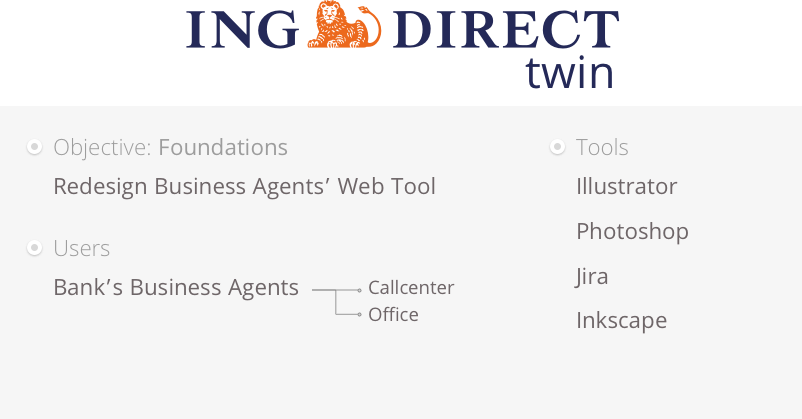 ING DIRECT
twin
Objective: Foundations
Redesign Business Agents’ Web Tool
Users
Bank’s Business Agents
Callcenter
Office
Tools
Illustrator
Photoshop
Jira
Inkscape